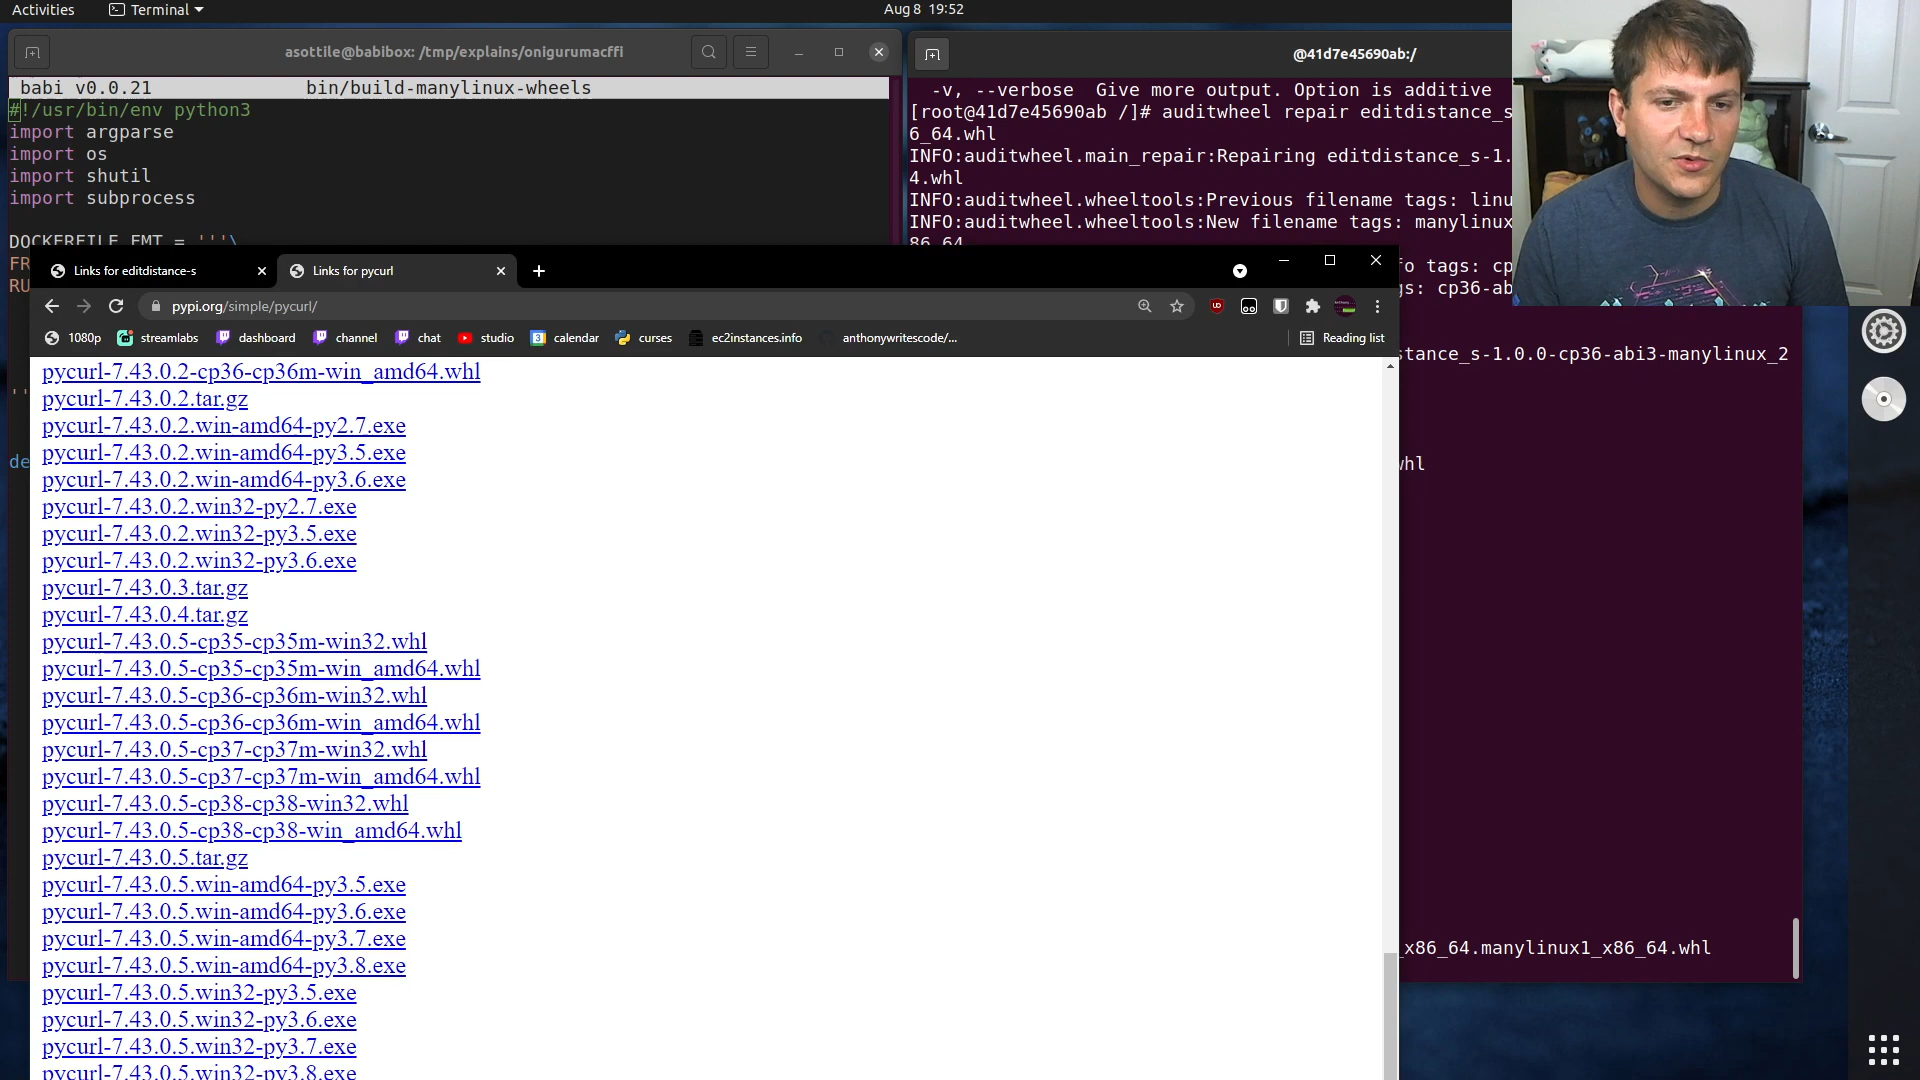 Activities
Terminal
Aug 8 19:52
asottile@babibox: /tmp/explains/onigurumacffi
babi v0.0.21 bin/build-manylinux-wheels
#!/usr/bin/env python3
import argparse
import os
import shutil
import subprocess
DOCKERFILE_FMT = '''\
FR
RU
''
de
@41d7e45690ab:/
-v, --verbose Give more output. Option is additive
[root@41d7e45690ab /]# auditwheel repair editdistance_s
6_64.whl
INFO:auditwheel.main_repair:Repairing editdistance_s-1.
4.whl
INFO:auditwheel.wheeltools:Previous filename tags: linu
INFO:auditwheel.wheeltools:New filename tags: manylinux
86_64
fo tags: cp
gs: cp36-ab
stance_s-1.0.0-cp36-abi3-manylinux_2
whl
_x86_64.manylinux1_x86_64.whl
Links for editdistance-s
Links for pycurl
pypi.org/simple/pycurl/
1080p
streamlabs
dashboard
channel
chat
studio
calendar
curses
ec2instances.info
anthonywritescode/...
Reading list
pycurl-7.43.0.2-cp36-cp36m-win_amd64.whl
pycurl-7.43.0.2.tar.gz
pycurl-7.43.0.2.win-amd64-py2.7.exe
pycurl-7.43.0.2.win-amd64-py3.5.exe
pycurl-7.43.0.2.win-amd64-py3.6.exe
pycurl-7.43.0.2.win32-py2.7.exe
pycurl-7.43.0.2.win32-py3.5.exe
pycurl-7.43.0.2.win32-py3.6.exe
pycurl-7.43.0.3.tar.gz
pycurl-7.43.0.4.tar.gz
pycurl-7.43.0.5-cp35-cp35m-win32.whl
pycurl-7.43.0.5-cp35-cp35m-win_amd64.whl
pycurl-7.43.0.5-cp36-cp36m-win32.whl
pycurl-7.43.0.5-cp36-cp36m-win_amd64.whl
pycurl-7.43.0.5-cp37-cp37m-win32.whl
pycurl-7.43.0.5-cp37-cp37m-win_amd64.whl
pycurl-7.43.0.5-cp38-cp38-win32.whl
pycurl-7.43.0.5-cp38-cp38-win_amd64.whl
pycurl-7.43.0.5.tar.gz
pycurl-7.43.0.5.win-amd64-py3.5.exe
pycurl-7.43.0.5.win-amd64-py3.6.exe
pycurl-7.43.0.5.win-amd64-py3.7.exe
pycurl-7.43.0.5.win-amd64-py3.8.exe
pycurl-7.43.0.5.win32-py3.5.exe
pycurl-7.43.0.5.win32-py3.6.exe
pycurl-7.43.0.5.win32-py3.7.exe
pycurl-7.43.0.5.win32-py3.8.exe